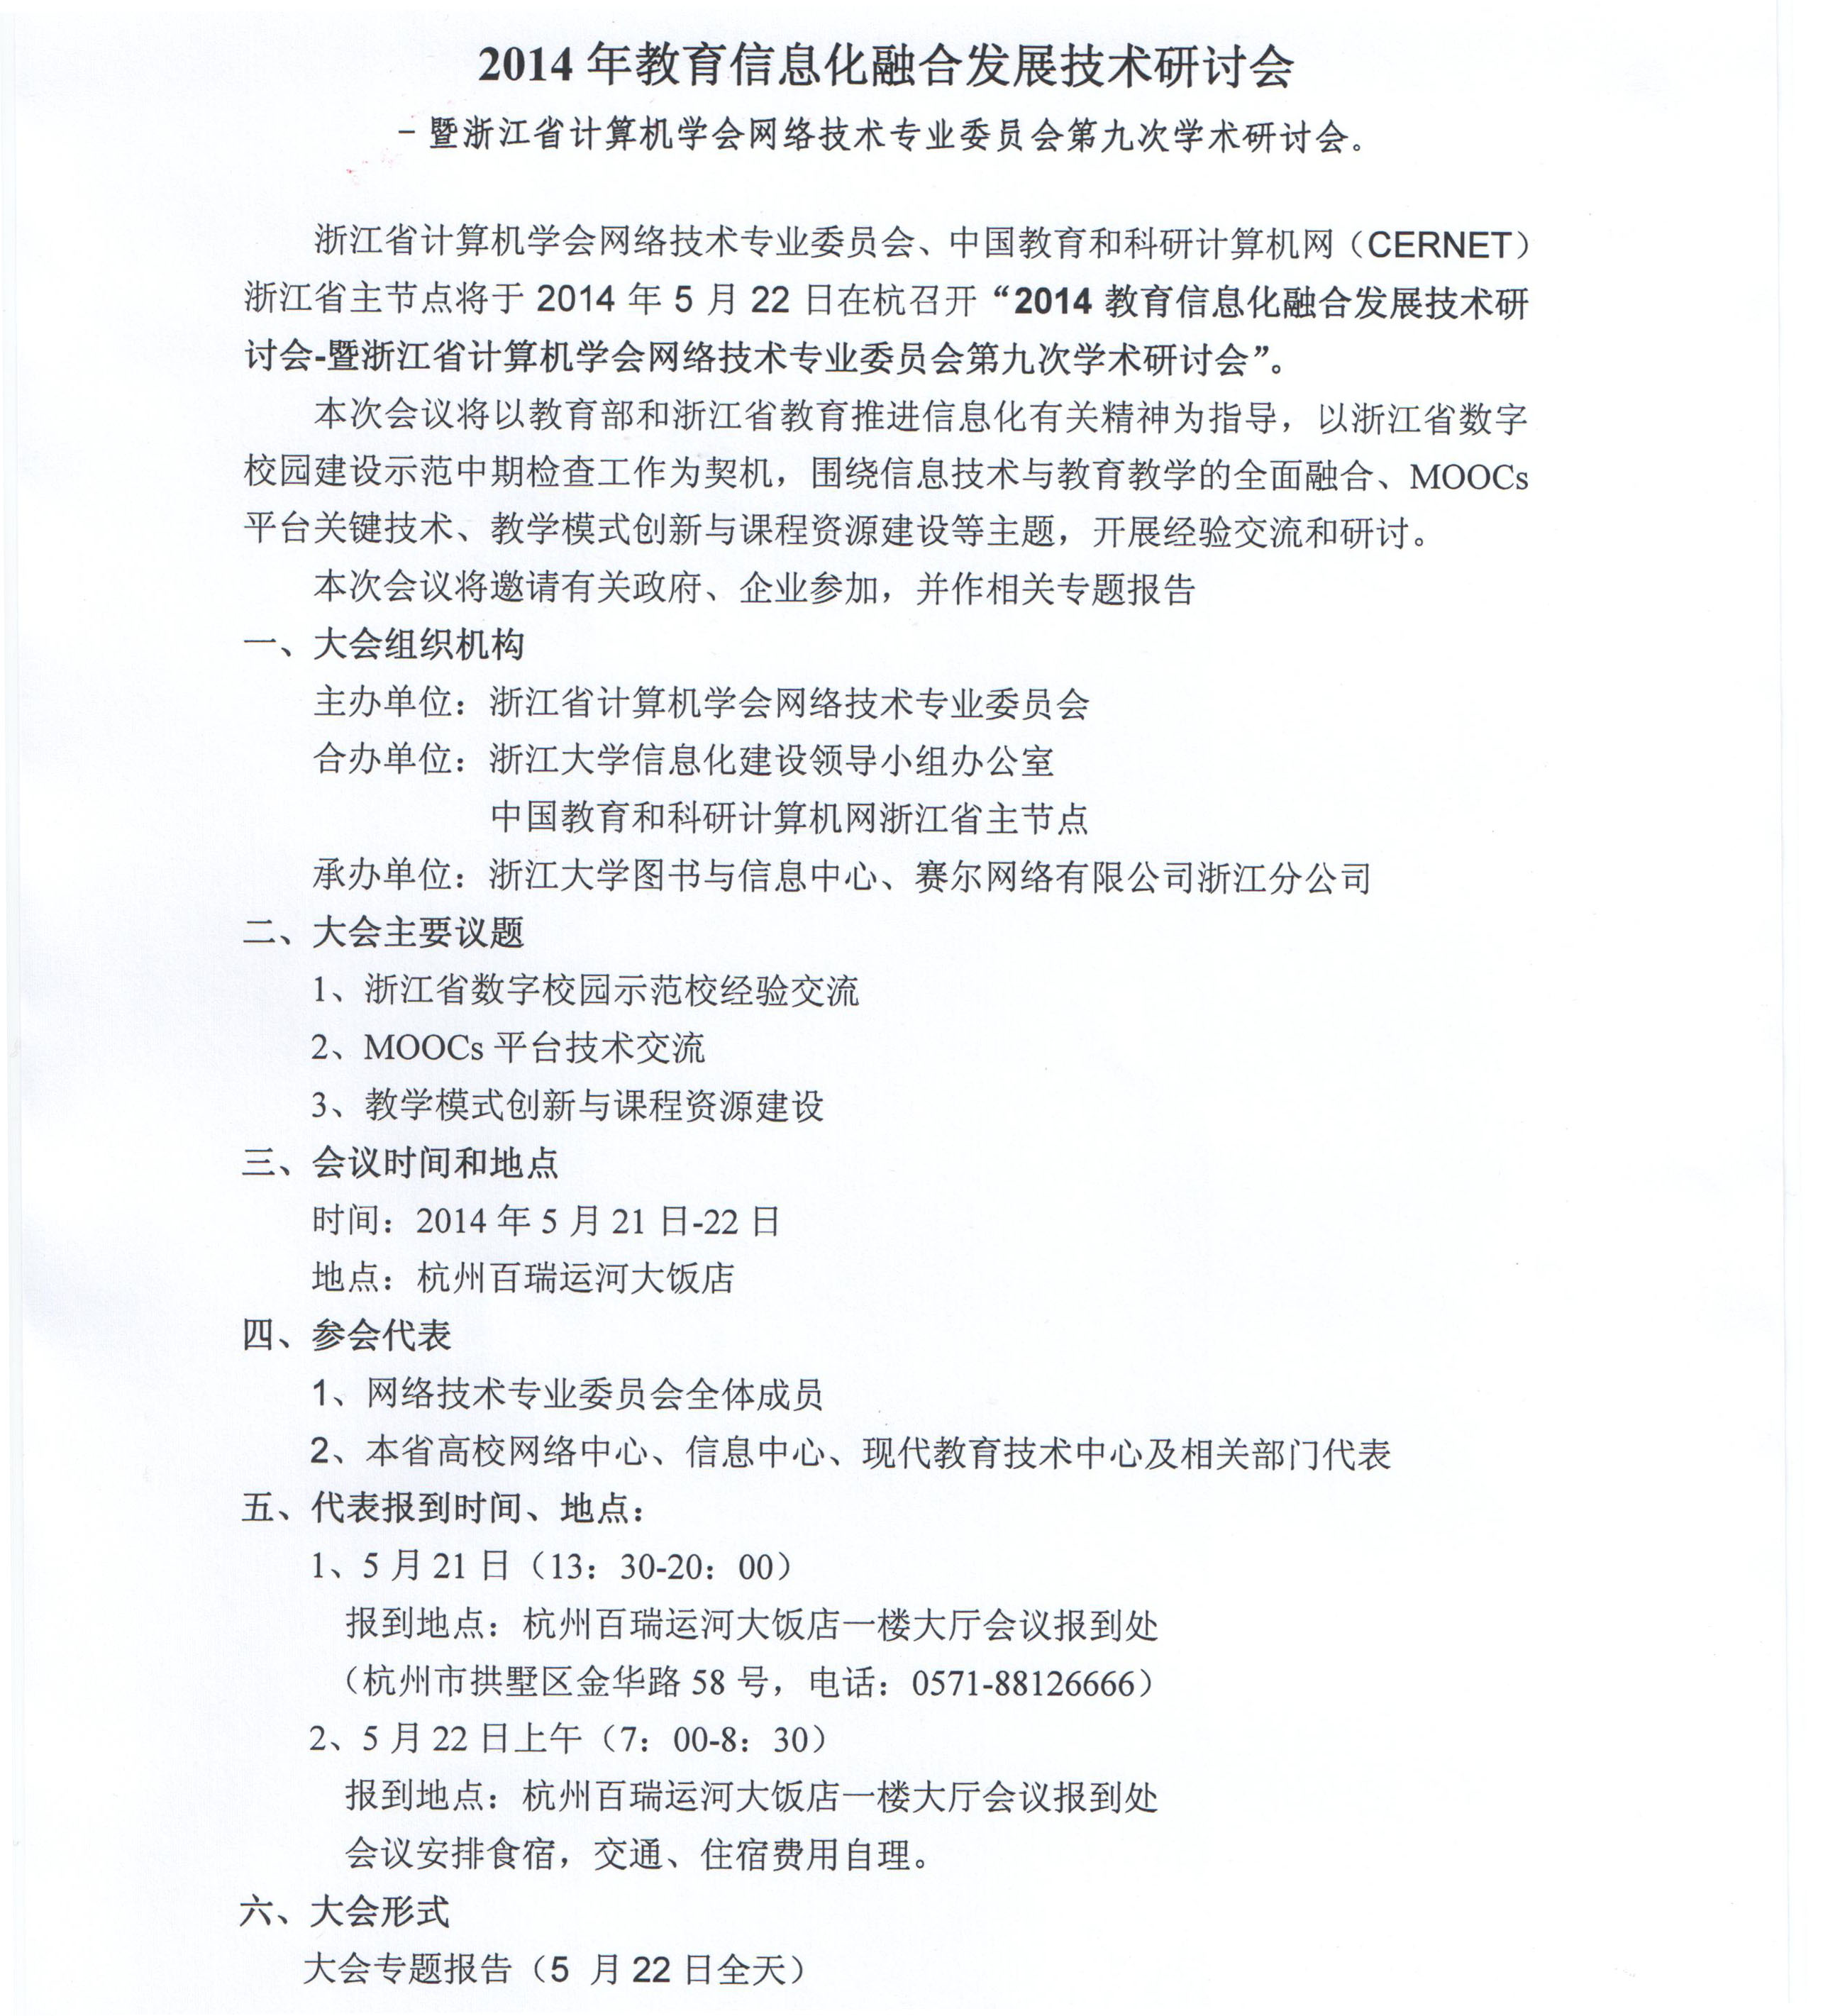 2014 年教育信息化融合发展技术研讨会
－暨浙江省计算机学会网络技术专业委员会第九次学术研讨会。
浙江省计算机学会网络技术专业委员会、中国教育和科研计算机网（CERNET）
浙江省主节点将于 2014 年 5 月 22 日在杭召开“2014 教育信息化融合发展技术研
讨会-暨浙江省计算机学会网络技术专业委员会第九次学术研讨会”。
本次会议将以教育部和浙江省教育推进信息化有关精神为指导，以浙江省数字
校园建设示范中期检查工作为契机，围绕信息技术与教育教学的全面融合、MOOCs
平台关键技术、教学模式创新与课程资源建设等主题，开展经验交流和研讨。
本次会议将邀请有关政府、企业参加，并作相关专题报告
一、大会组织机构
主办单位：浙江省计算机学会网络技术专业委员会
合办单位：浙江大学信息化建设领导小组办公室
中国教育和科研计算机网浙江省主节点
承办单位：浙江大学图书与信息中心、赛尔网络有限公司浙江分公司
二、大会主要议题
1、浙江省数字校园示范校经验交流
2、MOOCs 平台技术交流
3、教学模式创新与课程资源建设
三、会议时间和地点
时间：2014 年 5 月 21 日-22 日
地点：杭州百瑞运河大饭店
四、参会代表
1、网络技术专业委员会全体成员
2、本省高校网络中心、信息中心、现代教育技术中心及相关部门代表
五、代表报到时间、地点：
1、5 月 21 日（13：30-20：00）
报到地点：杭州百瑞运河大饭店一楼大厅会议报到处
（杭州市拱墅区金华路 58 号，电话：0571-88126666）
2、5 月 22 日上午（7：00-8：30）
报到地点：杭州百瑞运河大饭店一楼大厅会议报到处
会议安排食宿，交通、住宿费用自理。
六、大会形式
大会专题报告（5 月 22 日全天）